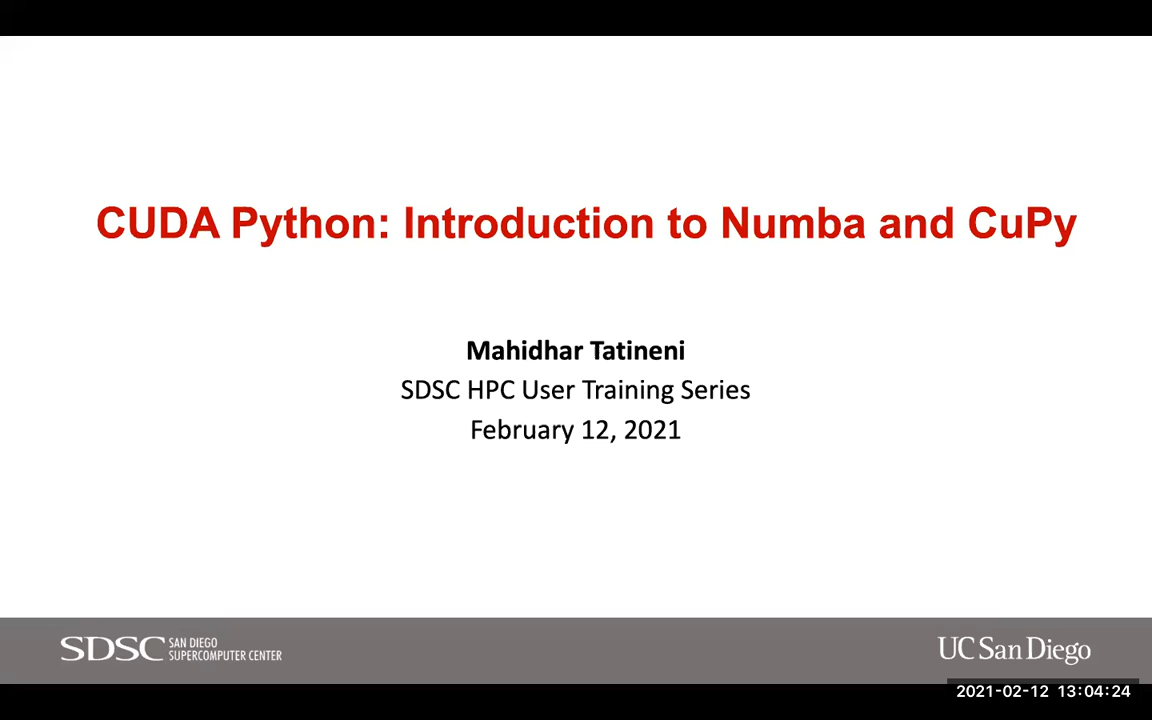 CUDA Python: Introduction to Numba and CuPy
Mahidhar Tatineni
SDSC HPC User Training Series
February 12, 2021
SDSC SAN DIEGO
SUPERCOMPUTER CENTER
UC San Diego
2021-02-12 13:04:24